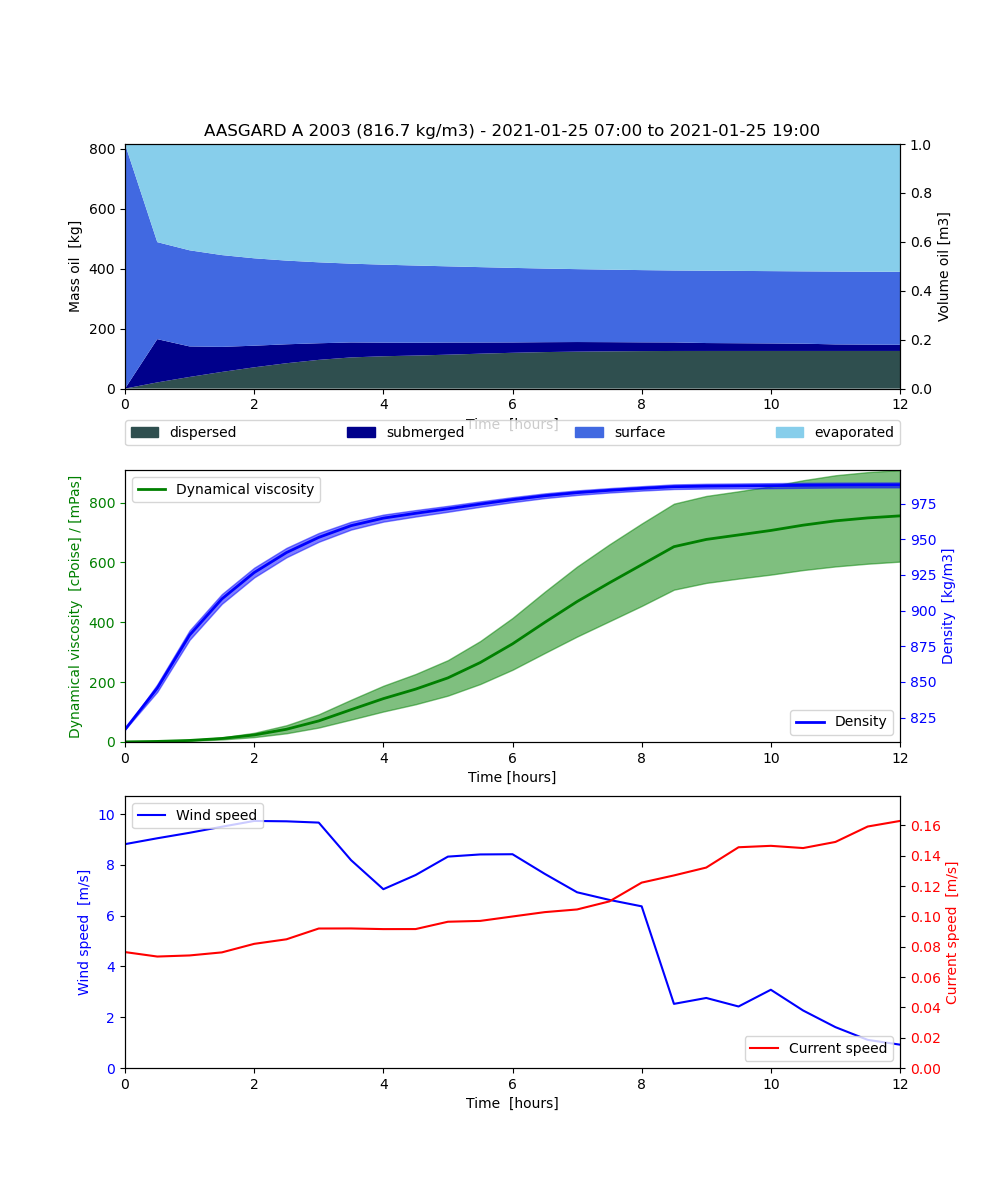 AASGARD A 2003 (816.7 kg/m3) - 2021-01-25 07:00 to 2021-01-25 19:00
Mass oil [kg]
800
600
400
200
0
1.0
0.8
0.6
0.4
0.2
0.0
Volume oil [m3]
0 2 4 6 8 10 12
Time [hours]
dispersed submerged surface evaporated
Dynamical viscosity [cPoise] / [mPas]
800
600
400
200
0
Dynamical viscosity
975
950
925
900
875
850
825
Density [kg/m3]
Density
0 2 4 6 8 10 12
Time [hours]
Wind speed [m/s]
10
8
6
4
2
0
Wind speed
0.16
0.14
0.12
0.10
0.08
0.06
0.04
0.02
0.00
Current speed [m/s]
Current speed
0 2 4 6 8 10 12
Time [hours]